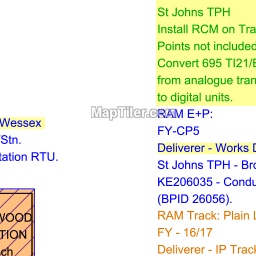 St Johns TPH
Install RCM on Tra
Points not included
Convert 695 TI21/E
from analogue tran
to digital units.
MapTiler.com
RAM E+P:
FY-CP5
Deliverer - Works D
St Johns TPH - Bro
KE206035 - Condu
(BPID 26056).
RAM Track: Plain L
FY - 16/17
Deliverer - IP Track
Wessex
Stn.
tation RTU.
WOOD
TION
ch